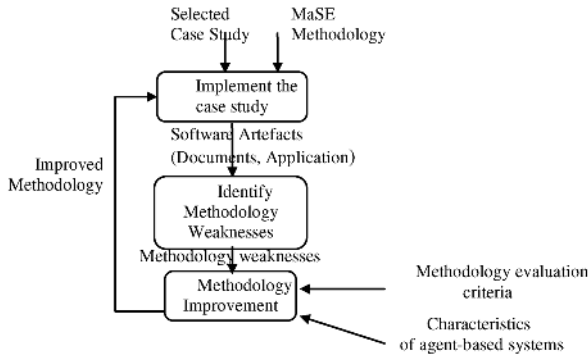 Selected
Case Study
MaSE
Methodology
Implement the
case study
Software Artefacts
(Documents, Application)
Improved
Methodology
Identify
Methodology
Weaknesses
Methodology weaknesses
Methodology
Improvement
Methodology evaluation
criteria
Characteristics
of agent-based systems